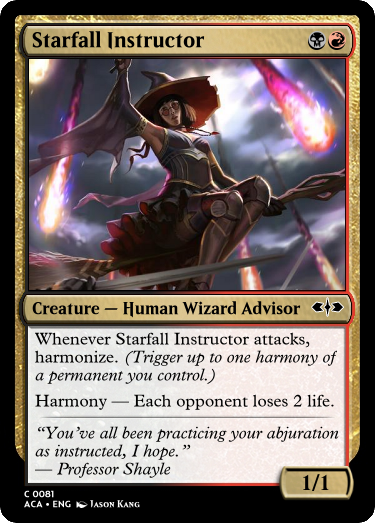 Starfall Instructor
Creature — Human Wizard Advisor
Whenever Starfall Instructor attacks,
harmonize. (Trigger up to one harmony of
a permanent you control.)
Harmony — Each opponent loses 2 life.
“You’ve all been practicing your abjuration
as instructed, I hope.”
— Professor Shayle
1/1
C 0081
ACA • ENG Jason Kang